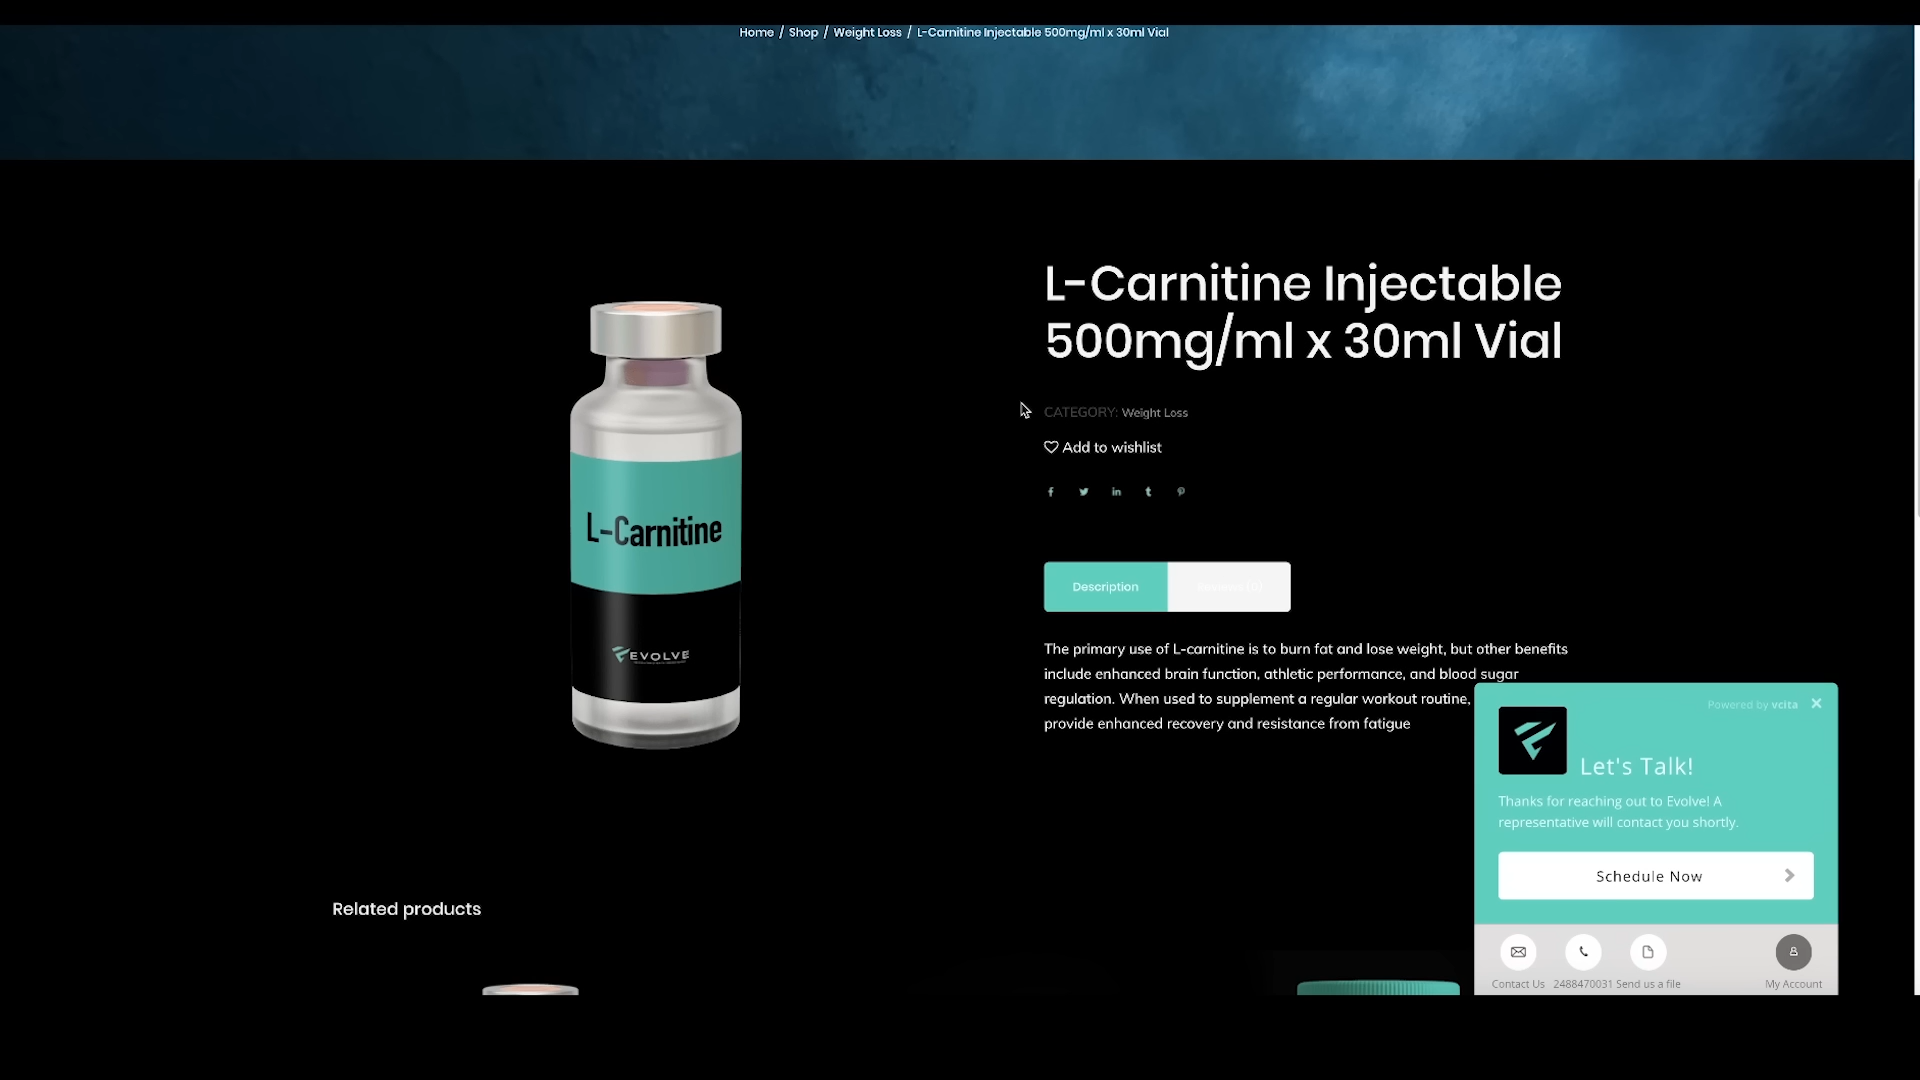 Home / Shop / Weight Loss / L-Carnitine Injectable 500mg/ml x 30ml Vial
L-Carnitine Injectable
500mg/ml x 30ml Vial
CATEGORY: Weight Loss
Add to wishlist
L-Carnitine
EVOLVE
Description
The primary use of L-carnitine is to burn fat and lose weight, but other benefits
include enhanced brain function, athletic performance, and blood sugar
regulation. When used to supplement a regular workout routine,
provide enhanced recovery and resistance from fatigue
Powered by vcita
Let's Talk!
Thanks for reaching out to Evolve! A
representative will contact you shortly.
Schedule Now
Contact Us 2488470031 Send us a file My Account
Related products